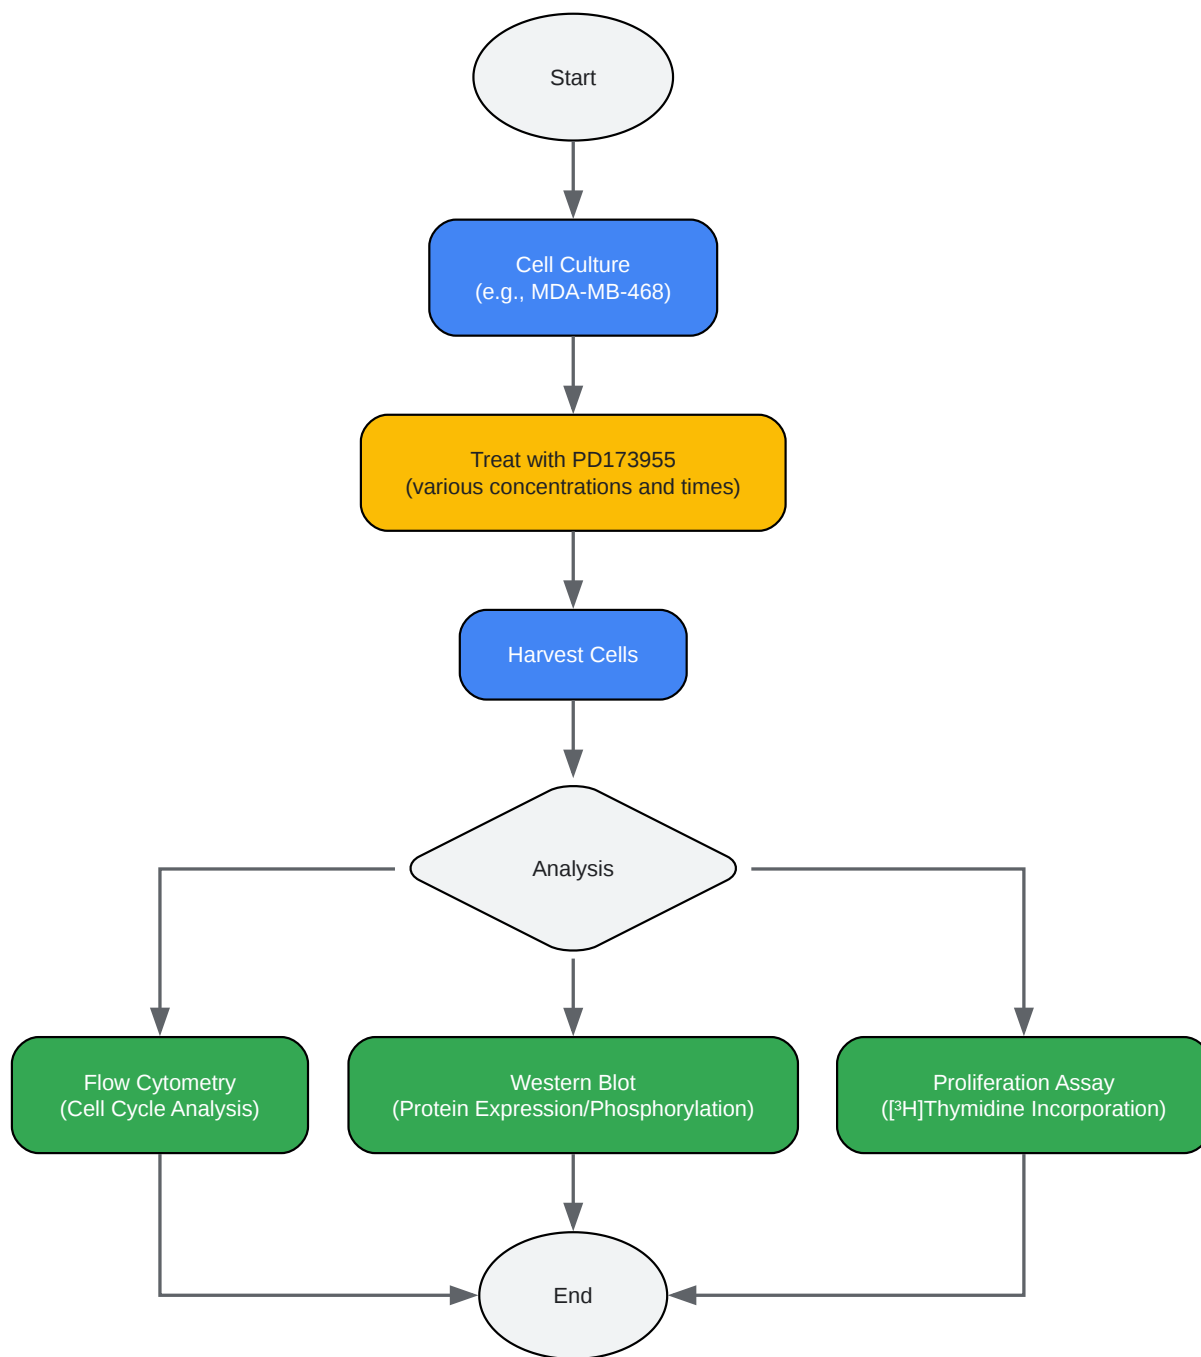 Start
Cell Culture
(e.g., MDA-MB-468)
Treat with PD173955
(various concentrations and times)
Harvest Cells
Analysis
Flow Cytometry
(Cell Cycle Analysis)
Western Blot
(Protein Expression/Phosphorylation)
Proliferation Assay
([³H]Thymidine Incorporation)
End